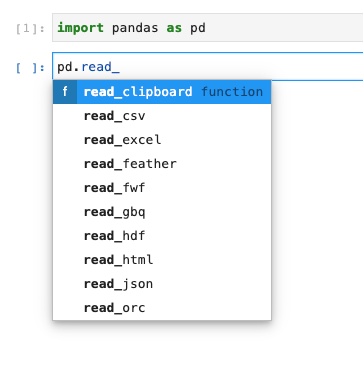 [1]: import pandas as pd
[ ]: pd.read_
f read_clipboard function
read_csv
read_excel
read_feather
read_fwf
read_gbq
read_hdf
read_html
read_json
read_orc